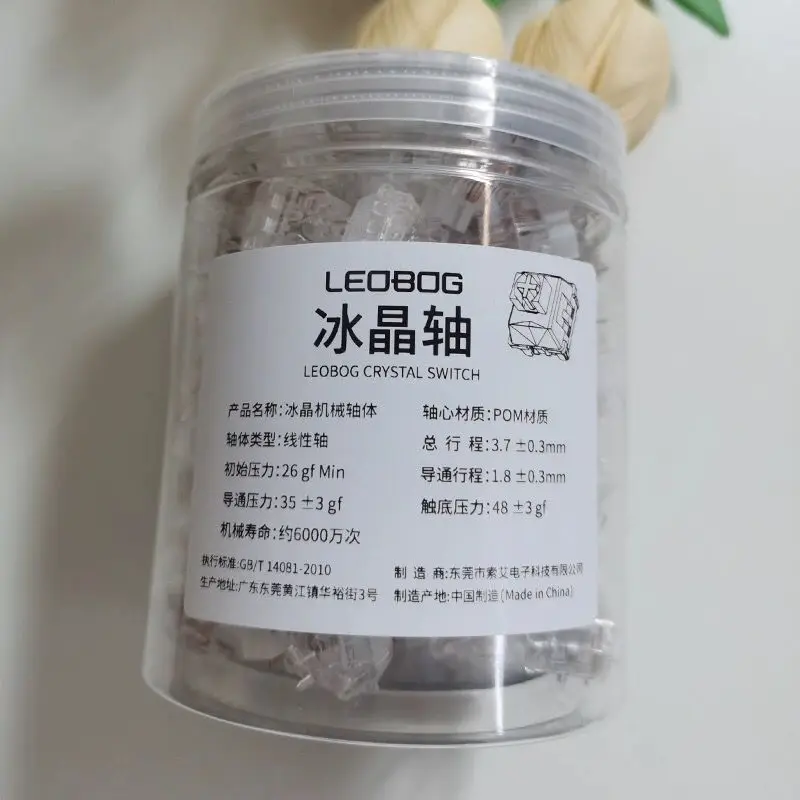 LEOBOG
冰晶轴
LEOBOG CRYSTAL SWITCH
产品名称:冰晶机械轴体
轴体类型:线性轴
初始压力:26 gf Min
导通压力:35 ±3 gf
机械寿命:约6000万次
轴心材质:POM材质
总 行 程:3.7 ±0.3mm
导通行程:1.8 ±0.3mm
触底压力:48 ±3 gf
执行标准:GB/T 14081-2010
生产地址:广东东莞黄江镇华裕街3号
制 造 商:东莞市索艾电子科技有限公司
制造产地:中国制造(Made in China)